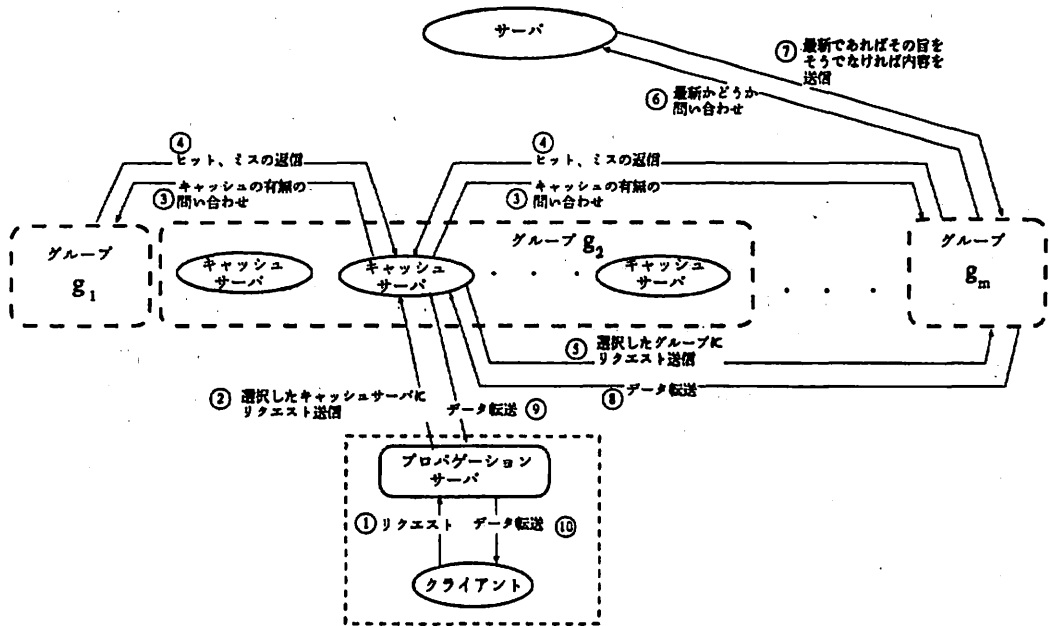 サーバ
⑦ 最新であればその旨を
そうでなければ内容を
送信
⑥ 最新かどうか
問い合わせ
④
ヒット、ミスの返信
③ キャッシュの有無の
問い合わせ
④
ヒット、ミスの返信
③ キャッシュの有無の
問い合わせ
グループ
g1
グループ g2
キャッシュ
サーバ
キャッシュ
サーバ
・ ・ ・
キャッシュ
サーバ
・ ・ ・ ・
グループ
gm
⑤ 選択したグループに
リクエスト送信
⑧ データ転送
② 選択したキャッシュサーバに
リクエスト送信
データ転送 ⑨
プロパゲーション
サーバ
① リクエスト
データ転送 ⑩
クライアント